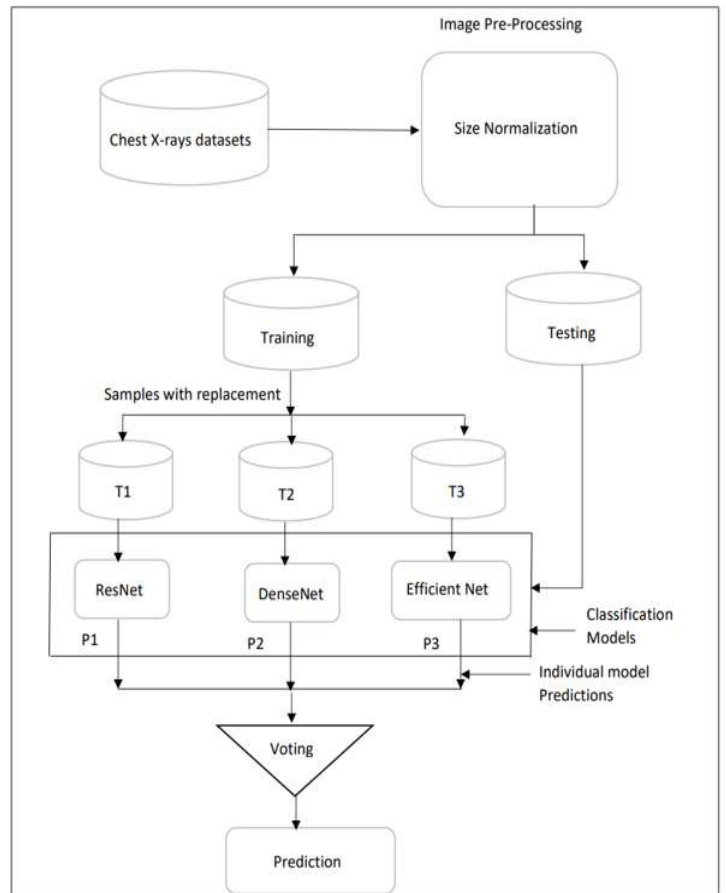 Image Pre-Processing
Chest X-rays datasets
Size Normalization
Training
Testing
Samples with replacement
T1
T2
T3
ResNet
DenseNet
Efficient Net
P1
P2
P3
Classification
Models
Individual model
Predictions
Voting
Prediction